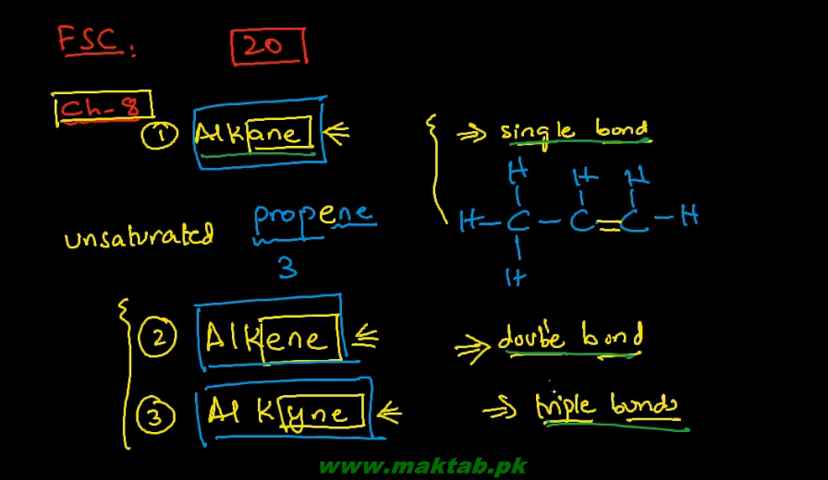 FSC. 20
Ch-8
① Alkane ⇒ single bond
H H H
unsaturated propene H-C-C=C-H
3 H
② Alkene ⇒ double bond
③ Alkyne ⇒ triple bonds
www.maktab.pk